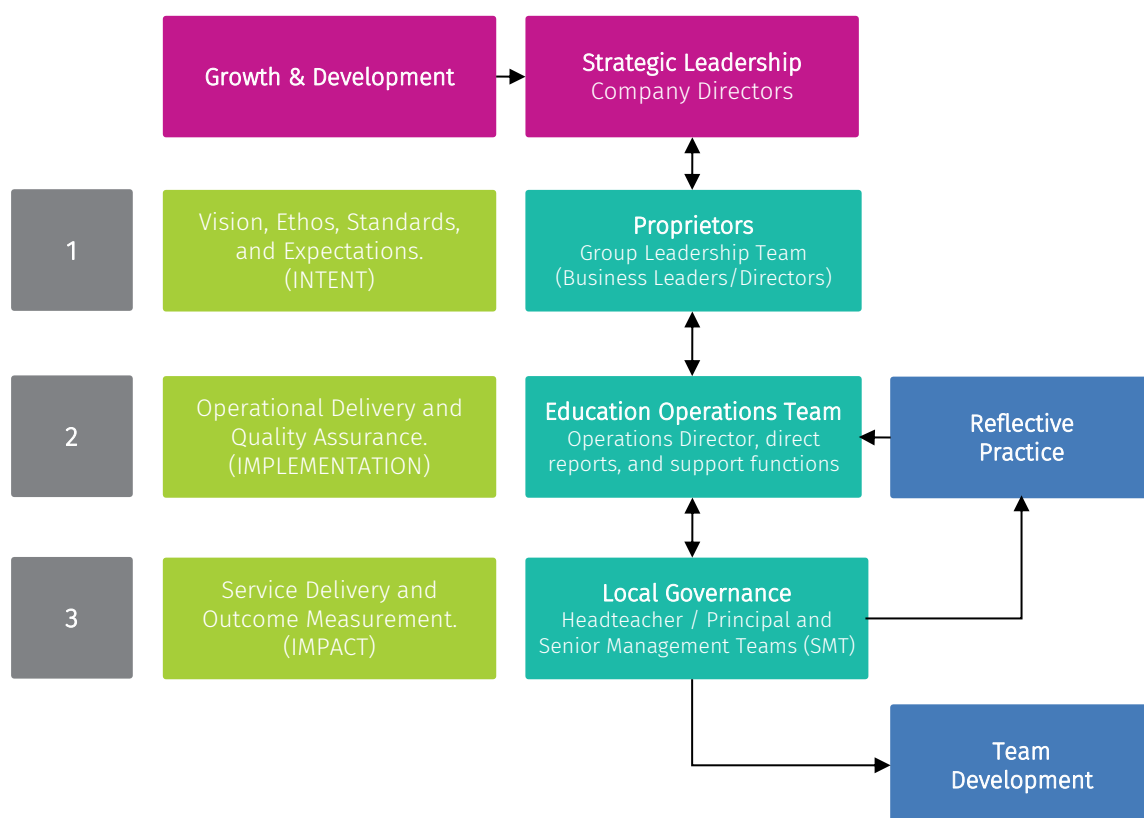 Growth & Development
Strategic Leadership
Company Directors
1
Vision, Ethos, Standards,
and Expectations.
(INTENT)
Proprietors
Group Leadership Team
(Business Leaders/Directors)
2
Operational Delivery and
Quality Assurance.
(IMPLEMENTATION)
Education Operations Team
Operations Director, direct
reports, and support functions
Reflective
Practice
3
Service Delivery and
Outcome Measurement.
(IMPACT)
Local Governance
Headteacher / Principal and
Senior Management Teams (SMT)
Team
Development